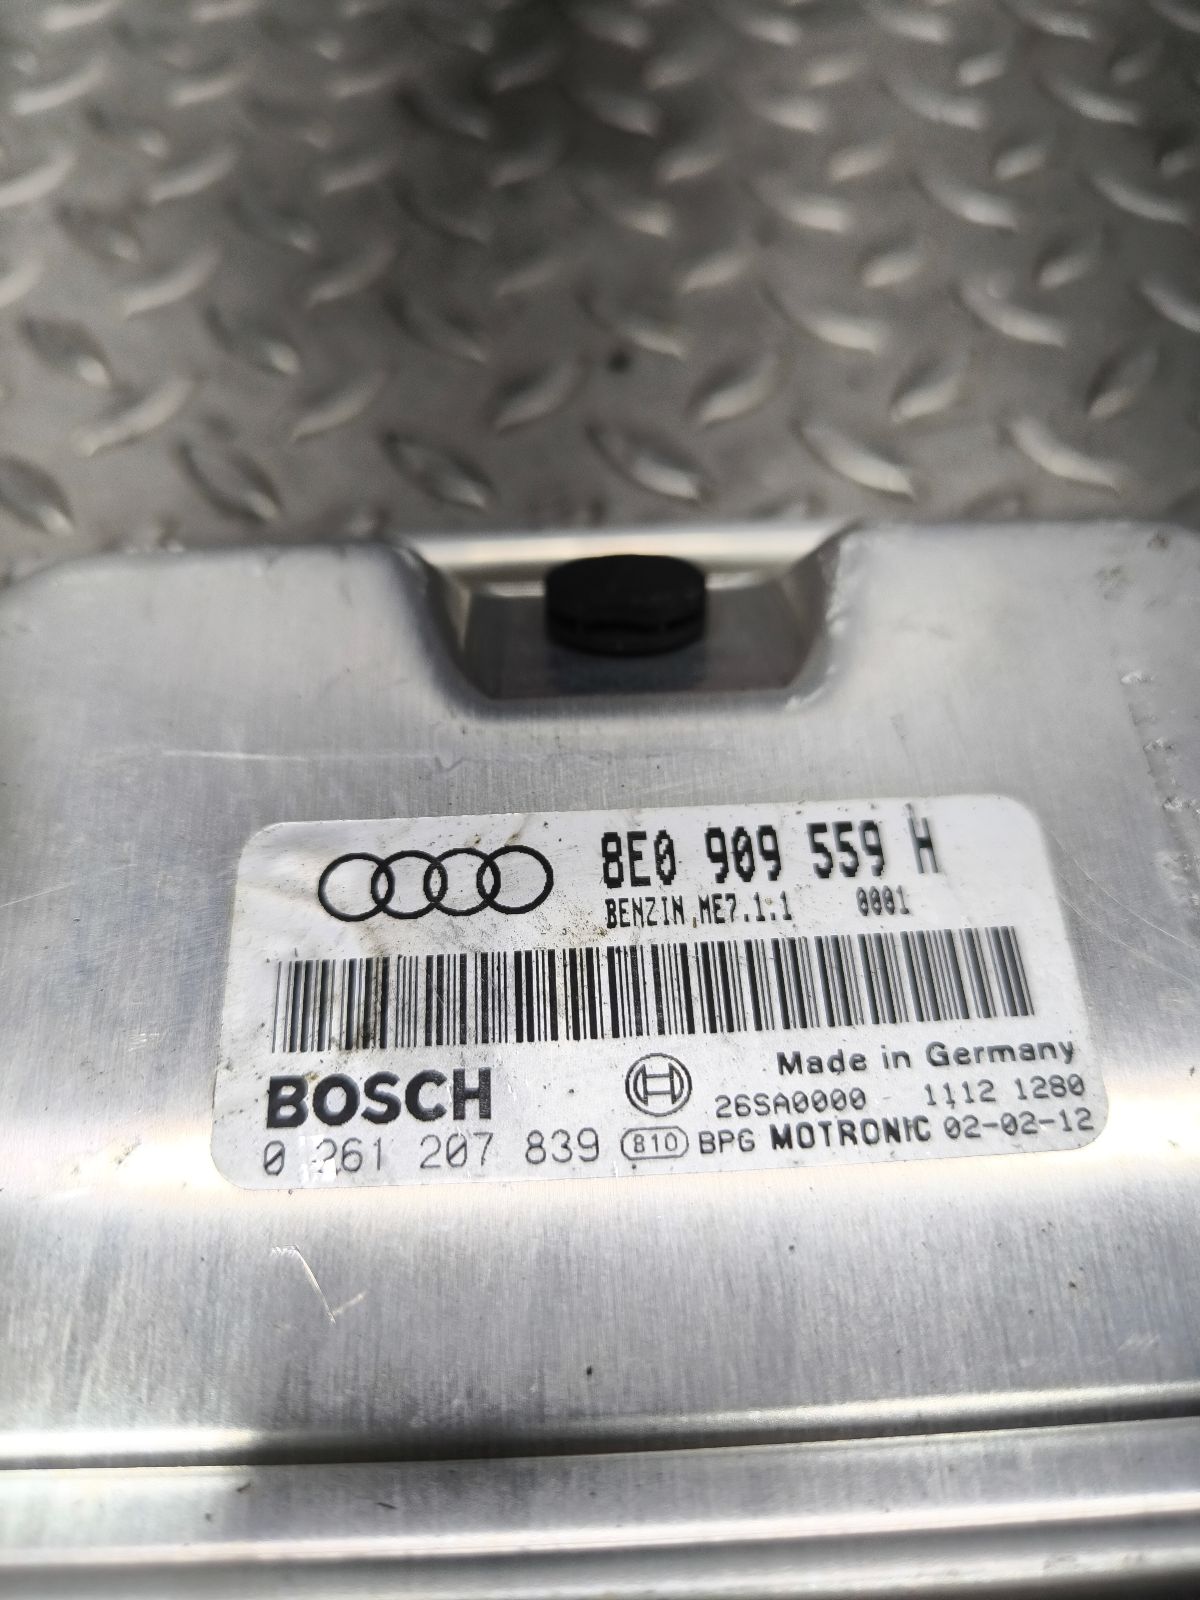 8E0 909 559 H
BENZIN ME7.1.1 0001
Made in Germany
BOSCH 26SA0000 1112 1280
0 261 207 839 810 BPG MOTRONIC 02-02-12